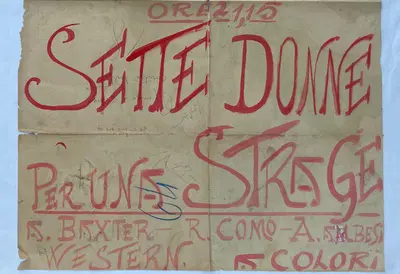 ORE 21,15
SETTE DONNE
PER UNA STRAGE
A. BAXTER - R. COMO - A.
WESTERN. A COLORI